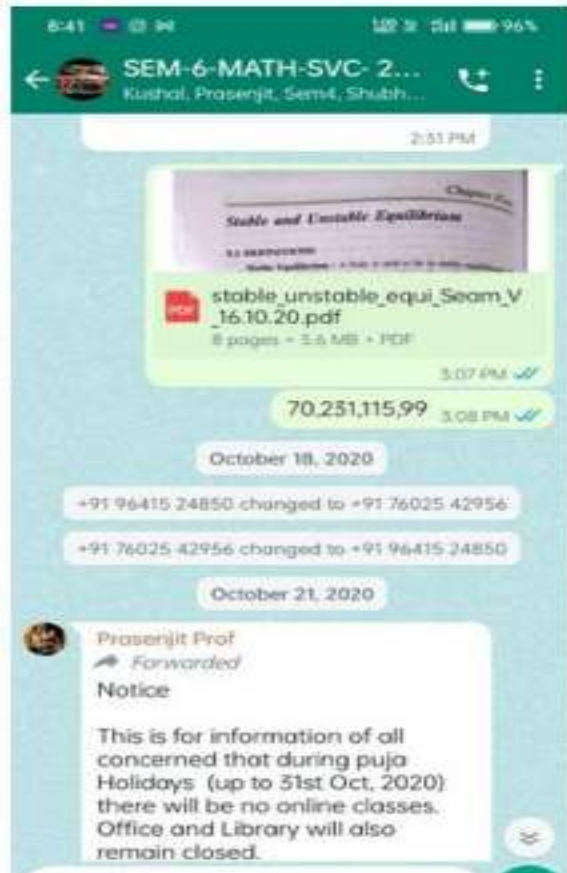 6:41 96%
SEM-6-MATH-SVC- 2...
Kushal, Prasenjit, Sem4, Shubh...
2:51 PM
Stable and Unstable Equilibrium
stable_unstable_equi_Seam_V
_16.10.20.pdf
8 pages • 5.6 MB • PDF
3:07 PM
70,231,115,99 3:08 PM
October 18, 2020
+91 96415 24850 changed to +91 76025 42956
+91 76025 42956 changed to +91 96415 24850
October 21, 2020
Prosenjit Prof
Forwarded
Notice
This is for information of all
concerned that during puja
Holidays (up to 31st Oct, 2020)
there will be no online classes.
Office and Library will also
remain closed.